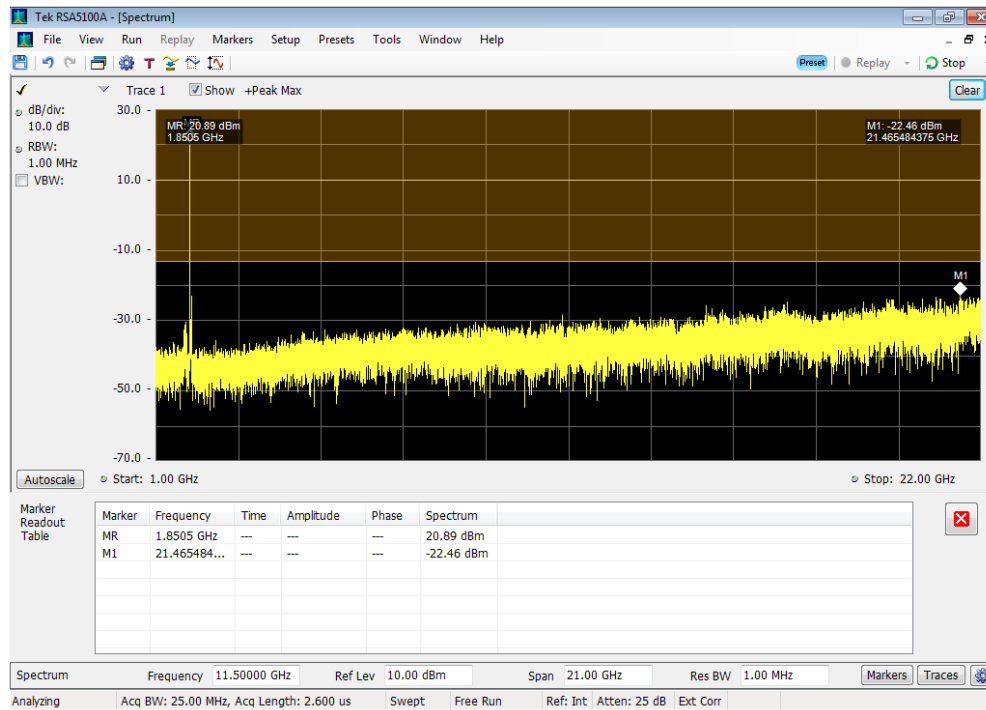 Tek RSA5100A - [Spectrum]
File View Run Replay Markers Setup Presets Tools Window Help
T Preset Replay Stop
Trace 1 Show +Peak Max Clear
dB/div:
10.0 dB
RBW:
1.00 MHz
VBW:
30.0
10.0
-10.0
-30.0
-50.0
-70.0
MR: 20.89 dBm
1.8505 GHz
M1: -22.46 dBm
21.465484375 GHz
M1
Autoscale Start: 1.00 GHz Stop: 22.00 GHz
Marker
Readout
Table
Marker Frequency Time Amplitude Phase Spectrum
MR 1.8505 GHz --- --- --- 20.89 dBm
M1 21.465484... --- --- --- -22.46 dBm
Spectrum Frequency 11.50000 GHz Ref Lev 10.00 dBm Span 21.00 GHz Res BW 1.00 MHz Markers Traces
Analyzing Acq BW: 25.00 MHz, Acq Length: 2.600 us Swept Free Run Ref: Int Atten: 25 dB Ext Corr